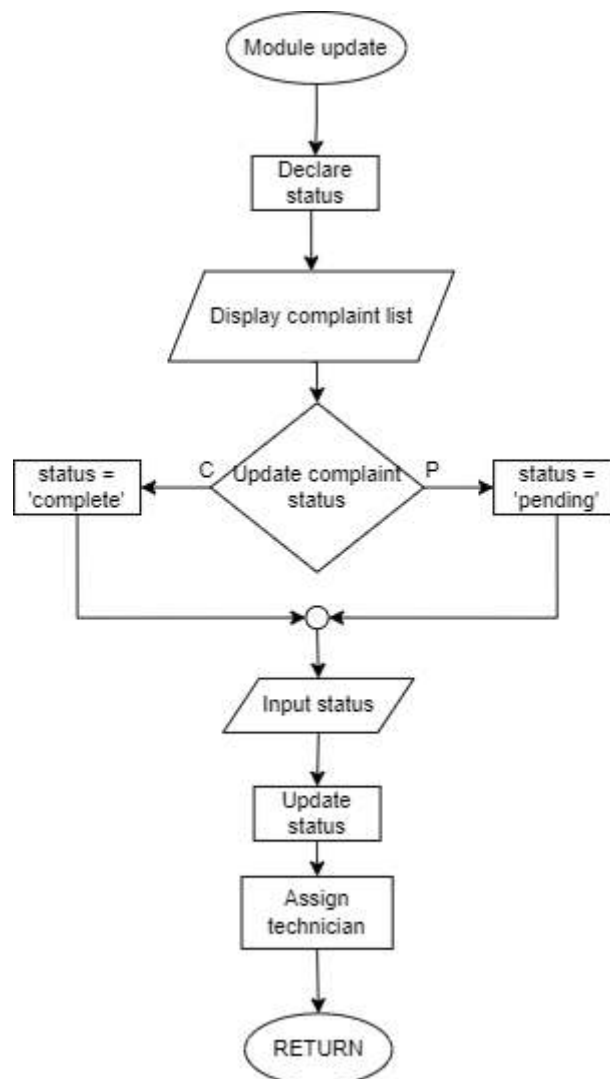 Module update
Declare
status
Display complaint list
C
Update complaint
status
P
status =
'complete'
status =
'pending'
Input status
Update
status
Assign
technician
RETURN